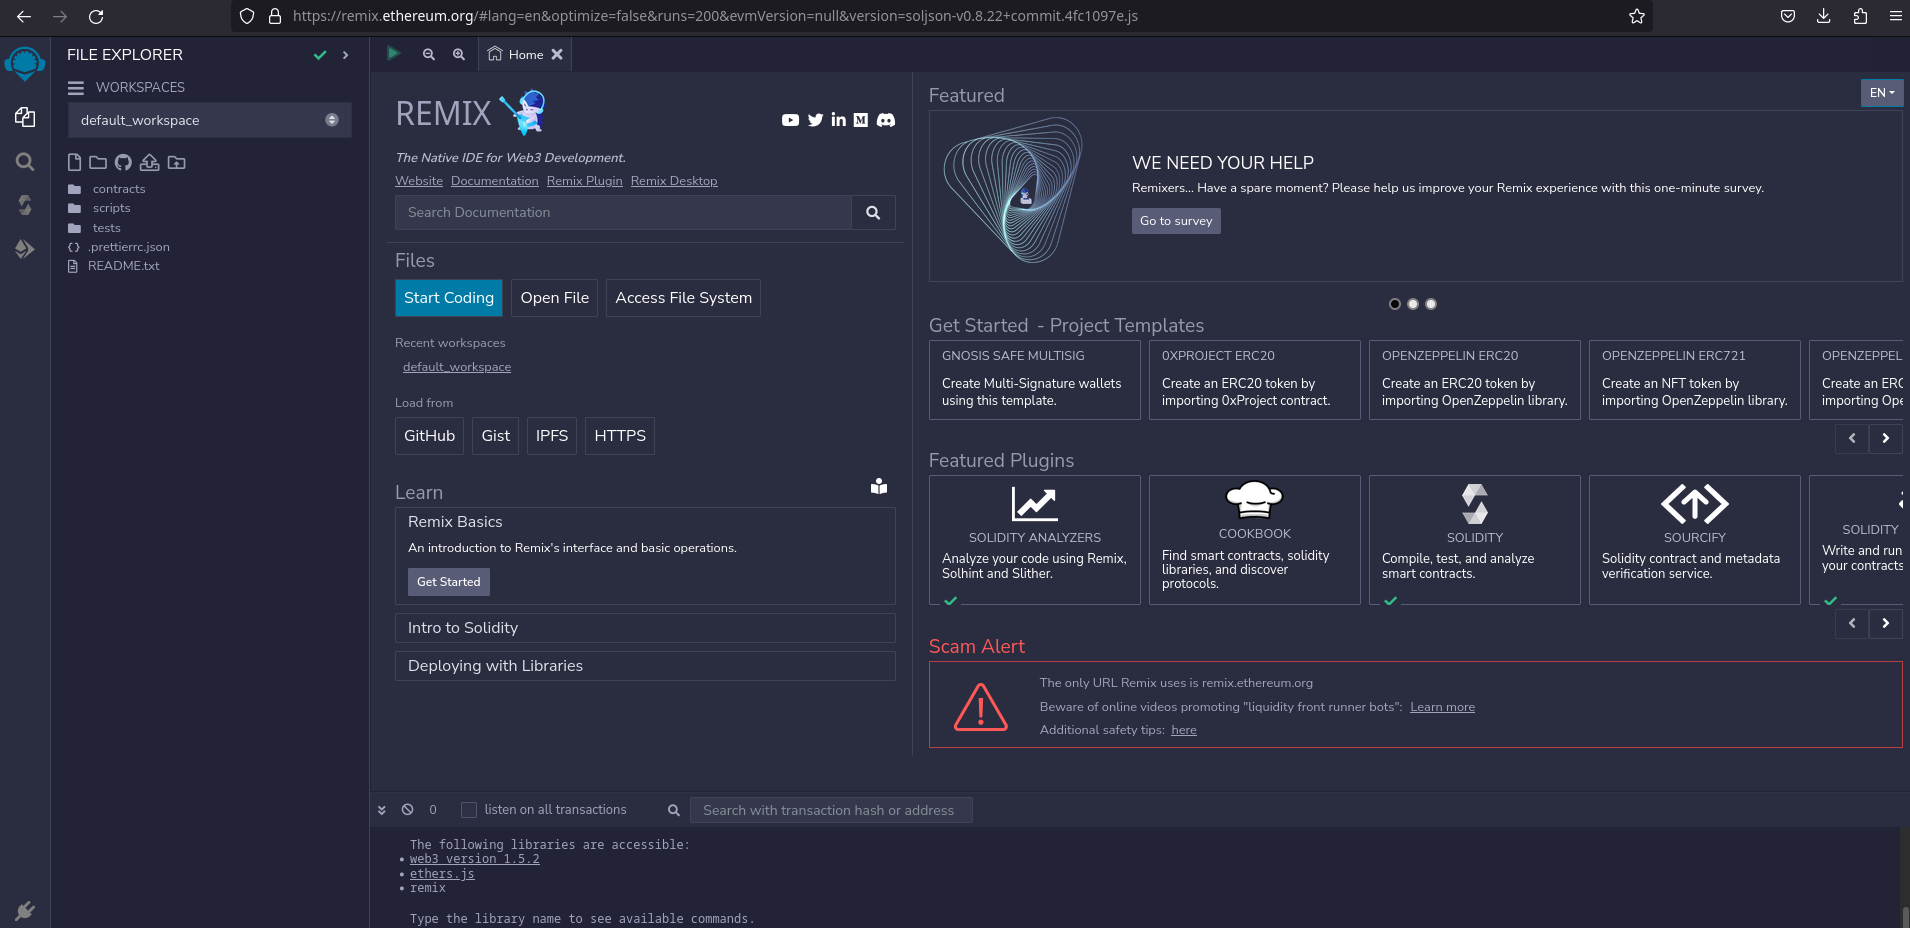 https://remix.ethereum.org/#lang=en&optimize=false&runs=200&evmVersion=null&version=soljson-v0.8.22+commit.4fc1097e.js
FILE EXPLORER
WORKSPACES
default_workspace
contracts
scripts
tests
.prettierrc.json
README.txt
Home
REMIX
The Native IDE for Web3 Development.
Website Documentation Remix Plugin Remix Desktop
Search Documentation
Files
Start Coding Open File Access File System
Recent workspaces
default_workspace
Load from
GitHub Gist IPFS HTTPS
Learn
Remix Basics
An introduction to Remix's interface and basic operations.
Get Started
Intro to Solidity
Deploying with Libraries
Featured
EN
WE NEED YOUR HELP
Remixers... Have a spare moment? Please help us improve your Remix experience with this one-minute survey.
Go to survey
Get Started - Project Templates
GNOSIS SAFE MULTISIG
Create Multi-Signature wallets
using this template.
0XPROJECT ERC20
Create an ERC20 token by
importing 0xProject contract.
OPENZEPPELIN ERC20
Create an ERC20 token by
importing OpenZeppelin library.
OPENZEPPELIN ERC721
Create an NFT token by
importing OpenZeppelin library.
OPENZEPPEL
Create an ERC
importing Ope
Featured Plugins
SOLIDITY ANALYZERS
Analyze your code using Remix,
Solhint and Slither.
COOKBOOK
Find smart contracts, solidity
libraries, and discover
protocols.
SOLIDITY
Compile, test, and analyze
smart contracts.
SOURCIFY
Solidity contract and metadata
verification service.
SOLIDITY
Write and run
your contracts
Scam Alert
The only URL Remix uses is remix.ethereum.org
Beware of online videos promoting "liquidity front runner bots": Learn more
Additional safety tips: here
0 listen on all transactions Search with transaction hash or address
The following libraries are accessible:
• web3 version 1.5.2
• ethers.js
• remix
Type the library name to see available commands.